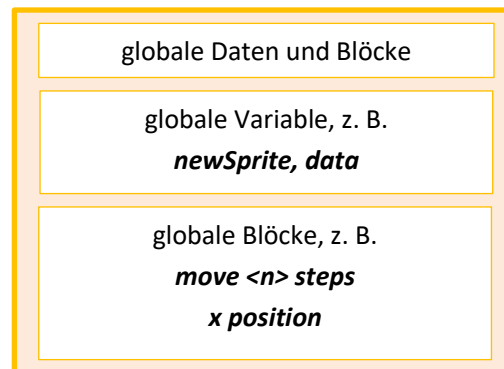 globale Daten und Blöcke
globale Variable, z. B.
newSprite, data
globale Blöcke, z. B.
move <n> steps
x position